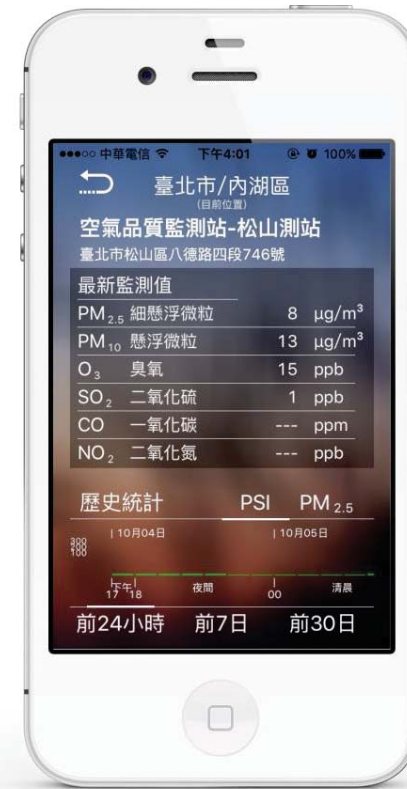 中華電信 下午4:01 100%
臺北市/內湖區
(目前位置)
空氣品質監測站-松山測站
臺北市松山區八德路四段746號
最新監測值
PM2.5 細懸浮微粒 8 μg/m³
PM10 懸浮微粒 13 μg/m³
O3 臭氧 15 ppb
SO2 二氧化硫 1 ppb
CO 一氧化碳 --- ppm
NO2 二氧化氮 --- ppb
歷史統計 PSI PM2.5
10月04日 10月05日
300
200
100
下午 夜間 清晨
17 18 00
前24小時 前7日 前30日